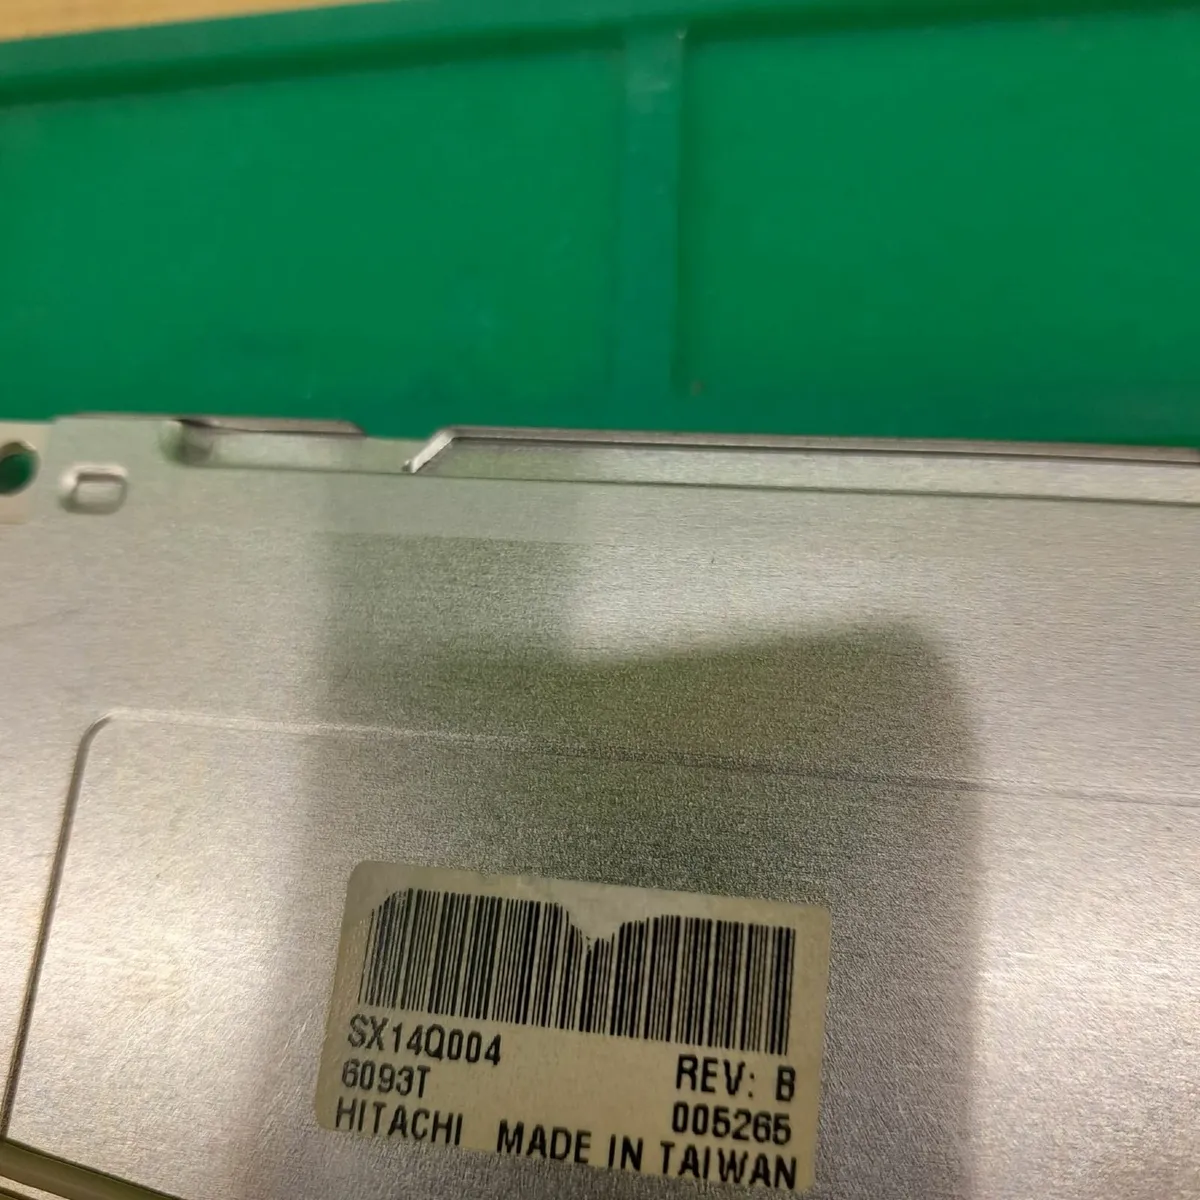 SX14Q004
6093T REV: B
HITACHI 005265
MADE IN TAIWAN